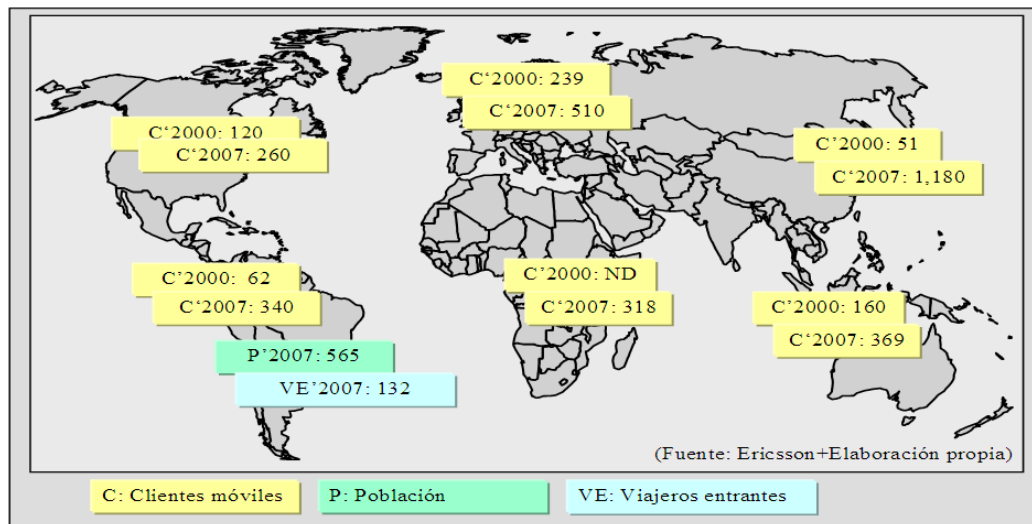 C‘2000: 239
C‘2007: 510
C‘2000: 120
C‘2007: 260
C‘2000: 51
C‘2007: 1,180
C’2000: 62
C‘2007: 340
C‘2000: ND
C‘2007: 318
C‘2000: 160
C‘2007: 369
P‘2007: 565
VE’2007: 132
(Fuente: Ericsson+Elaboración propia)
C: Clientes móviles
P: Población
VE: Viajeros entrantes